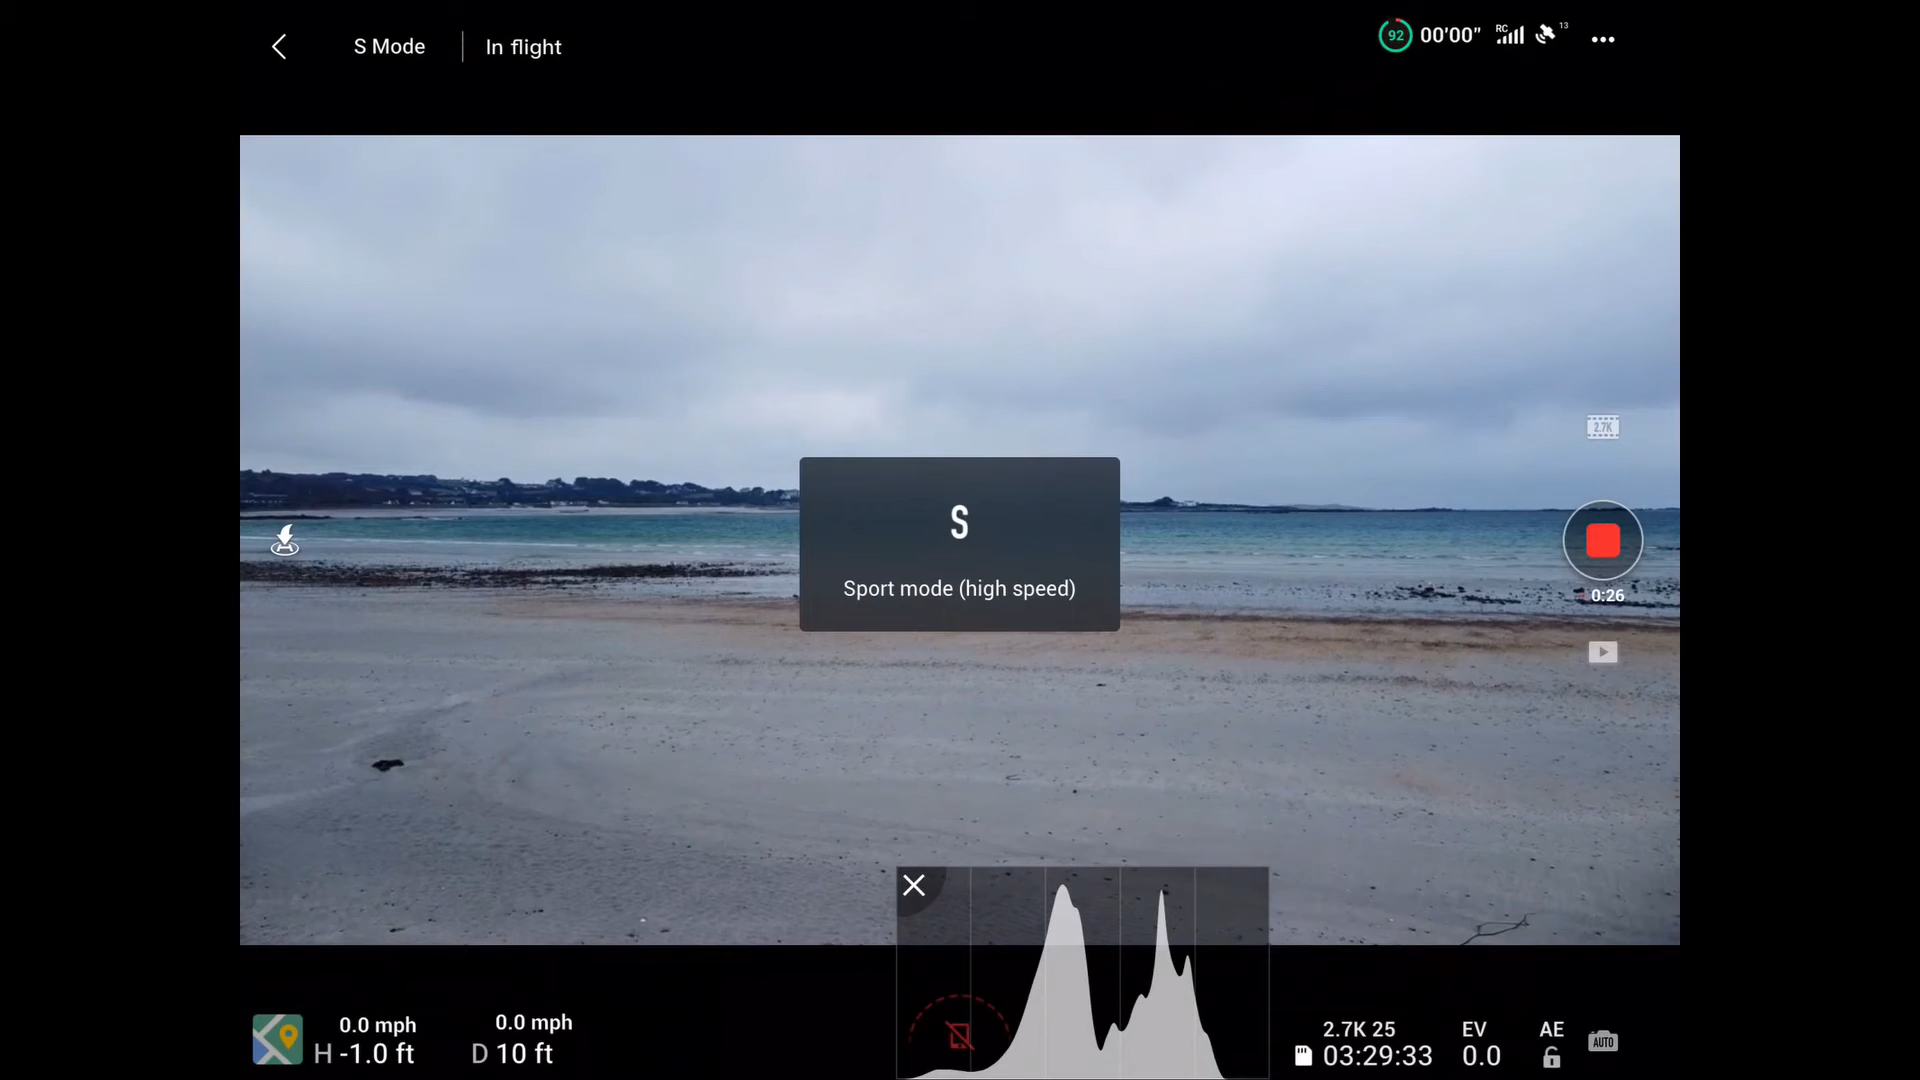 S Mode
In flight
92
00'00"
RC
13
2.7K
S
Sport mode (high speed)
0:26
0.0 mph
0.0 mph
H -1.0 ft
D 10 ft
2.7K 25
03:29:33
EV
0.0
AE
AUTO